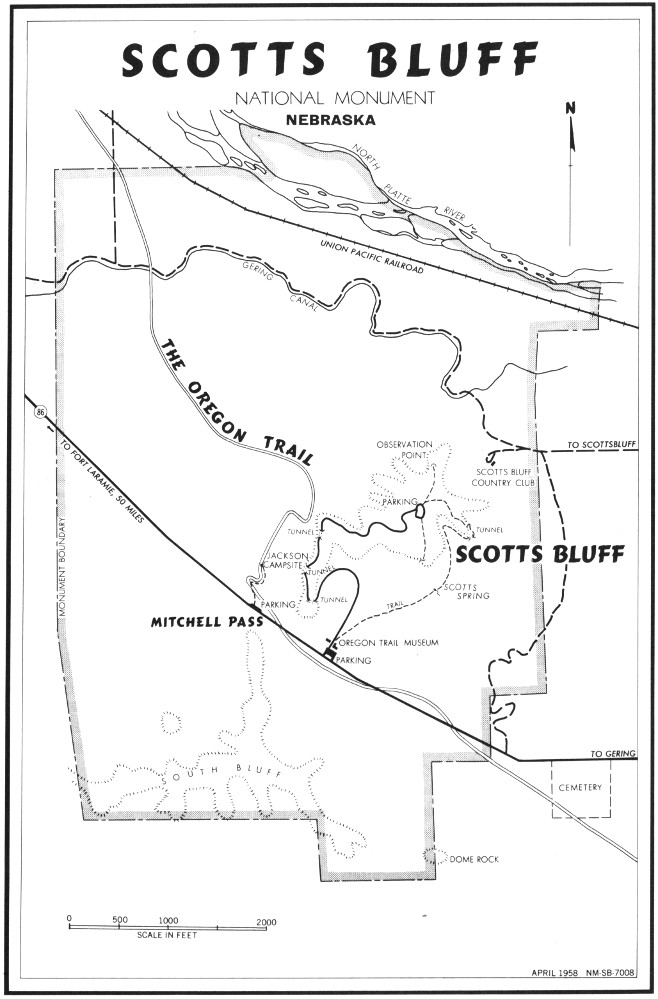 SCOTTS BLUFF
NATIONAL MONUMENT
NEBRASKA
N
NORTH PLATTE RIVER
UNION PACIFIC RAILROAD
GERING CANAL
THE OREGON TRAIL
86
TO FORT LARAMIE, 50 MILES
OBSERVATION
POINT
TO SCOTTSBLUFF
SCOTTS BLUFF
COUNTRY CLUB
PARKING
TUNNEL
TUNNEL
SCOTTS BLUFF
JACKSON
CAMPSITE
TUNNEL
TUNNEL
SCOTTS
SPRING
TRAIL
PARKING
MONUMENT BOUNDARY
MITCHELL PASS
OREGON TRAIL MUSEUM
PARKING
TO GERING
SOUTH BLUFF
CEMETERY
DOME ROCK
0 500 1000 2000
SCALE IN FEET
APRIL 1958 NM-SB-7008